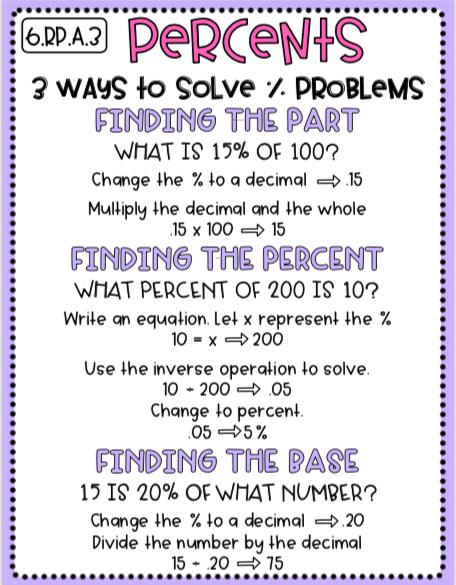 6.RP.A.3
PERCENTS
3 WAYS to SOLVE % PROBLEMS
FINDING THE PART
WHAT IS 15% OF 100?
Change the % to a decimal ⇨ .15
Multiply the decimal and the whole
.15 x 100 ⇨ 15
FINDING THE PERCENT
WHAT PERCENT OF 200 IS 10?
Write an equation. Let x represent the %
10 = x ⇨ 200
Use the inverse operation to solve.
10 ÷ 200 ⇨ .05
Change to percent.
.05 ⇨ 5%
FINDING THE BASE
15 IS 20% OF WHAT NUMBER?
Change the % to a decimal ⇨ .20
Divide the number by the decimal
15 ÷ .20 ⇨ 75